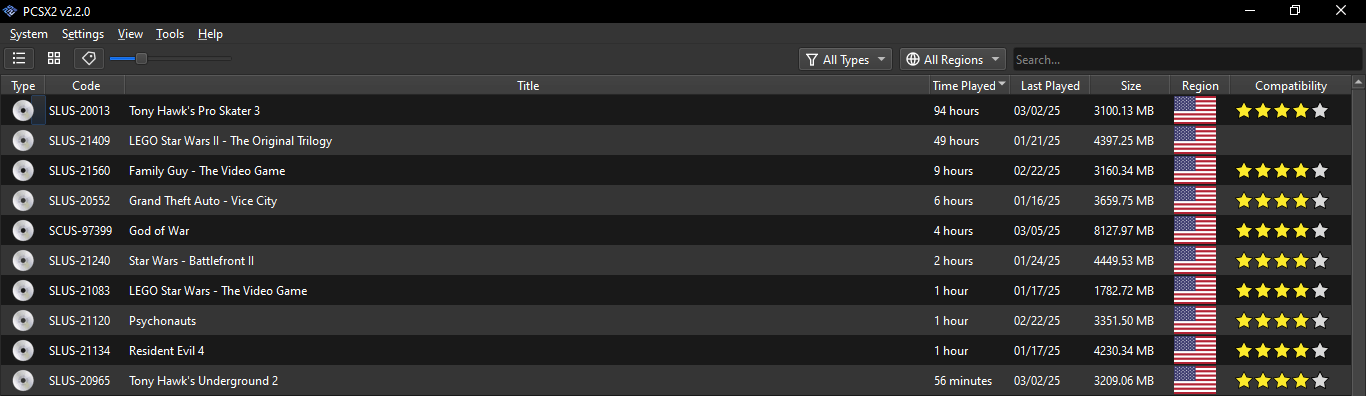 PCSX2 v2.2.0
System Settings View Tools Help
All Types All Regions Search...
Type Code Title Time Played Last Played Size Region Compatibility
SLUS-20013 Tony Hawk's Pro Skater 3 94 hours 03/02/25 3100.13 MB
SLUS-21409 LEGO Star Wars II - The Original Trilogy 49 hours 01/21/25 4397.25 MB
SLUS-21560 Family Guy - The Video Game 9 hours 02/22/25 3160.34 MB
SLUS-20552 Grand Theft Auto - Vice City 6 hours 01/16/25 3659.75 MB
SCUS-97399 God of War 4 hours 03/05/25 8127.97 MB
SLUS-21240 Star Wars - Battlefront II 2 hours 01/24/25 4449.53 MB
SLUS-21083 LEGO Star Wars - The Video Game 1 hour 01/17/25 1782.72 MB
SLUS-21120 Psychonauts 1 hour 02/22/25 3351.50 MB
SLUS-21134 Resident Evil 4 1 hour 01/17/25 4230.34 MB
SLUS-20965 Tony Hawk's Underground 2 56 minutes 03/02/25 3209.06 MB